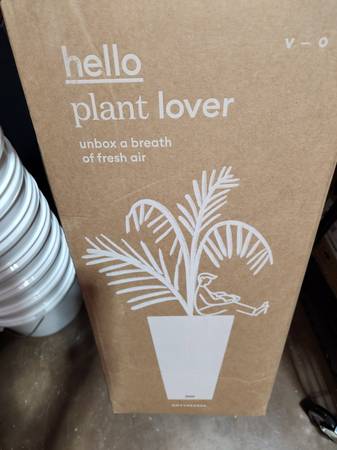 hello
v – o
plant lover
unbox a breath
of fresh air